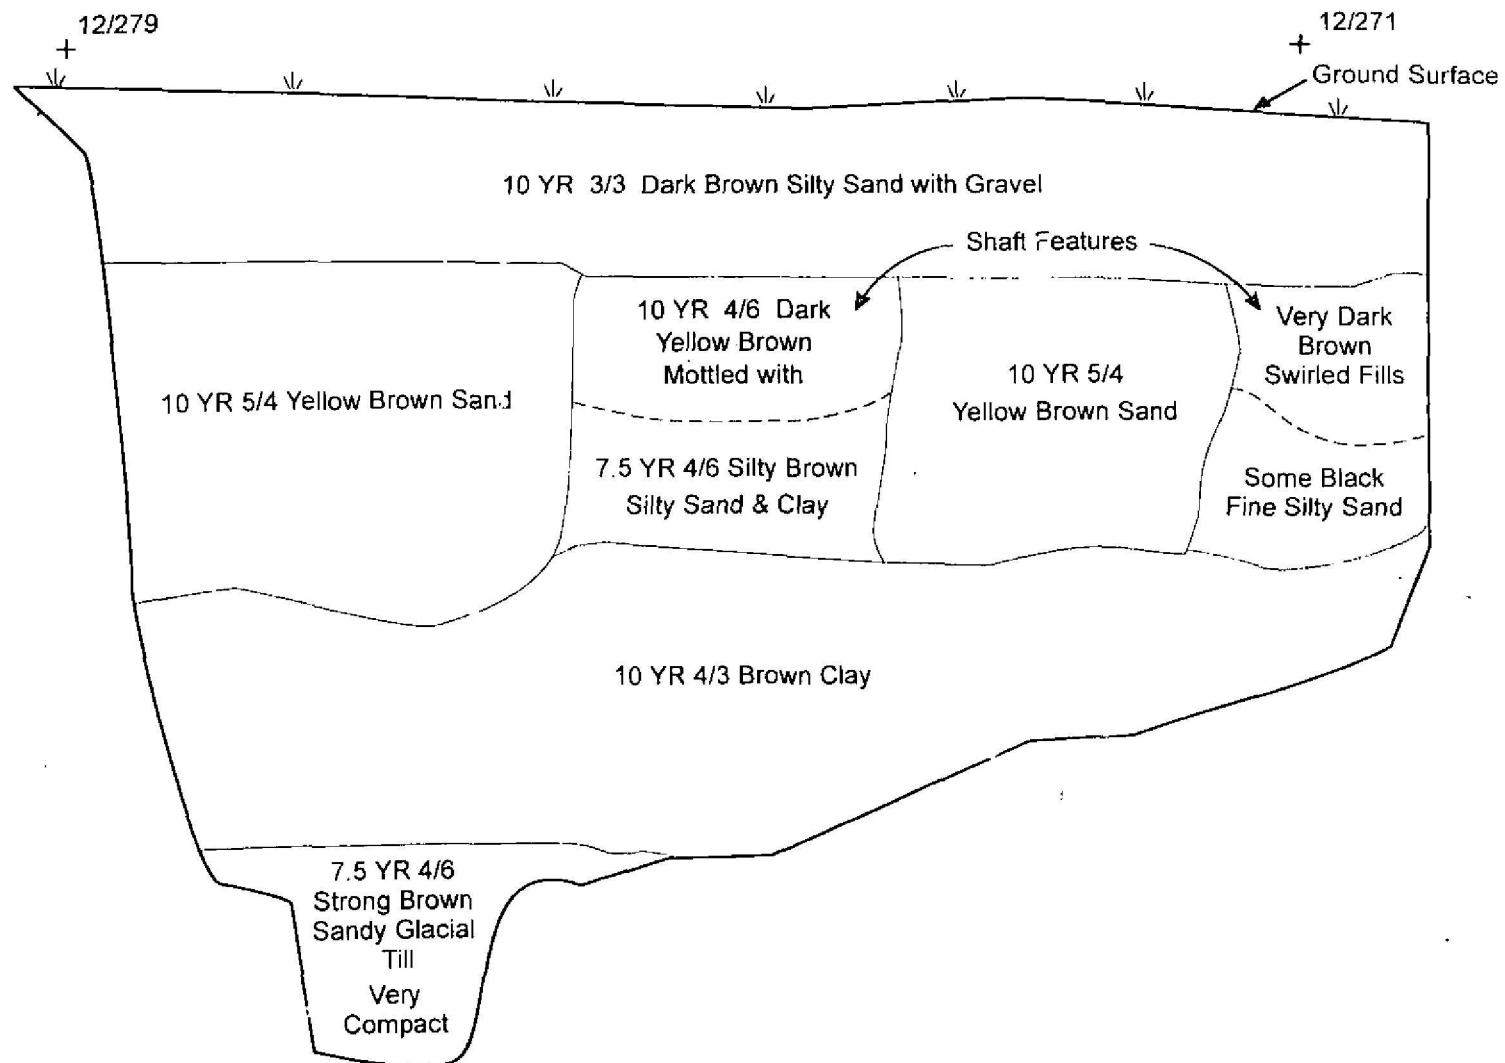 12/279
12/271
Ground Surface
10 YR 3/3 Dark Brown Silty Sand with Gravel
Shaft Features
10 YR 4/6 Dark
Yellow Brown
Mottled with
Very Dark
Brown
Swirled Fills
10 YR 5/4 Yellow Brown Sand
10 YR 5/4
Yellow Brown Sand
7.5 YR 4/6 Silty Brown
Silty Sand & Clay
Some Black
Fine Silty Sand
10 YR 4/3 Brown Clay
7.5 YR 4/6
Strong Brown
Sandy Glacial
Till
Very
Compact